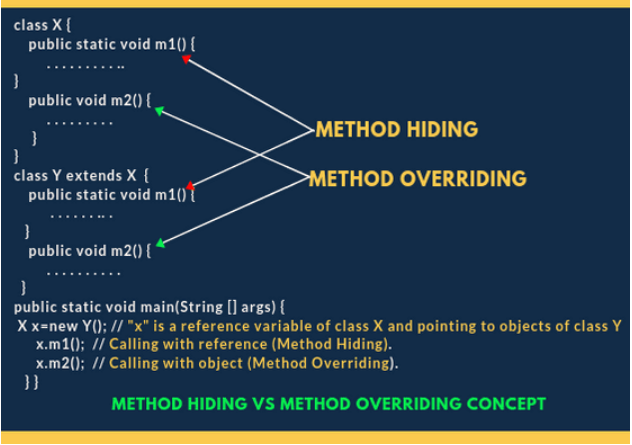 class X {
public static void m1() {
. . . . . . . . . ..
}
public void m2() {
. . . . . . . . .
}
}
METHOD HIDING
METHOD OVERRIDING
class Y extends X {
public static void m1() {
. . . . . .. .
}
public void m2() {
. . . . . . . . . .
}
public static void main(String [] args) {
X x=new Y(); // "x" is a reference variable of class X and pointing to objects of class Y
x.m1(); // Calling with reference (Method Hiding).
x.m2(); // Calling with object (Method Overriding).
} }
METHOD HIDING VS METHOD OVERRIDING CONCEPT